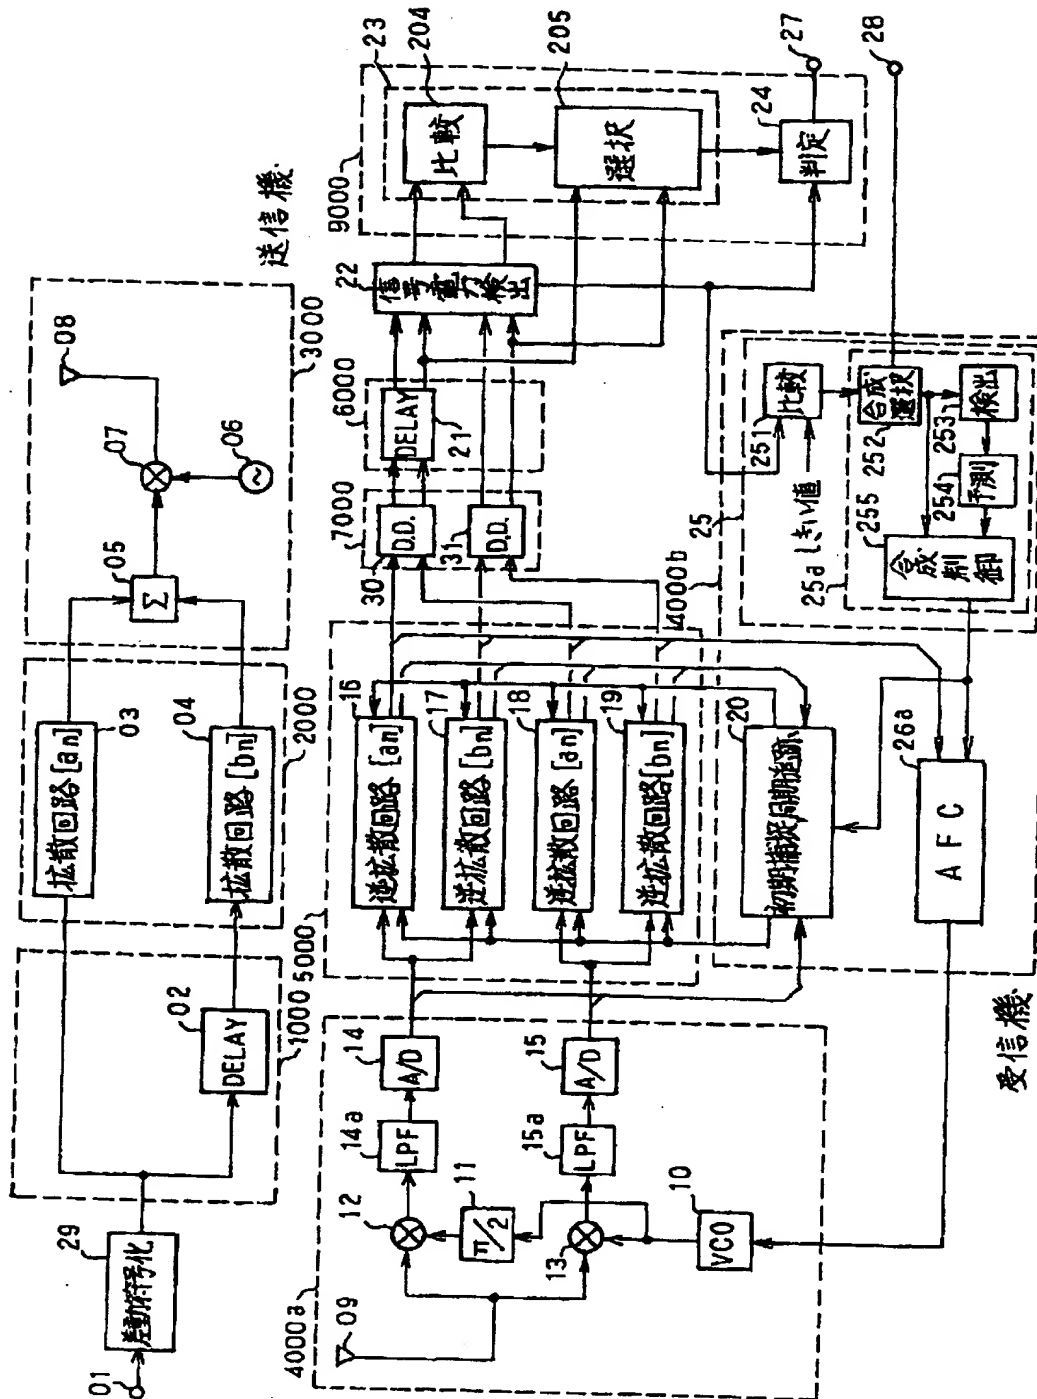 送信機
01
29
差動符号化
1000
02
DELAY
2000
03
拡散回路[an]
04
拡散回路[bn]
3000
05
Σ
06
07
08
受信機
4000a
09
10
VCO
11
π/2
12
13
14a
LPF
14
A/D
15a
LPF
15
A/D
5000
16
逆拡散回路[an]
17
逆拡散回路[bn]
18
逆拡散回路[an]
19
逆拡散回路[bn]
4000b
20
初期捕捉同期追跡
26a
AFC
7000
30
D.D.
31
D.D.
6000
DELAY
21
22
信号電力検出
9000
23
204
比較
205
選択
24
判定
27
28
25
251
比較
25a しきい値
252
合成選択
253
検出
254
予測
255
合成制御